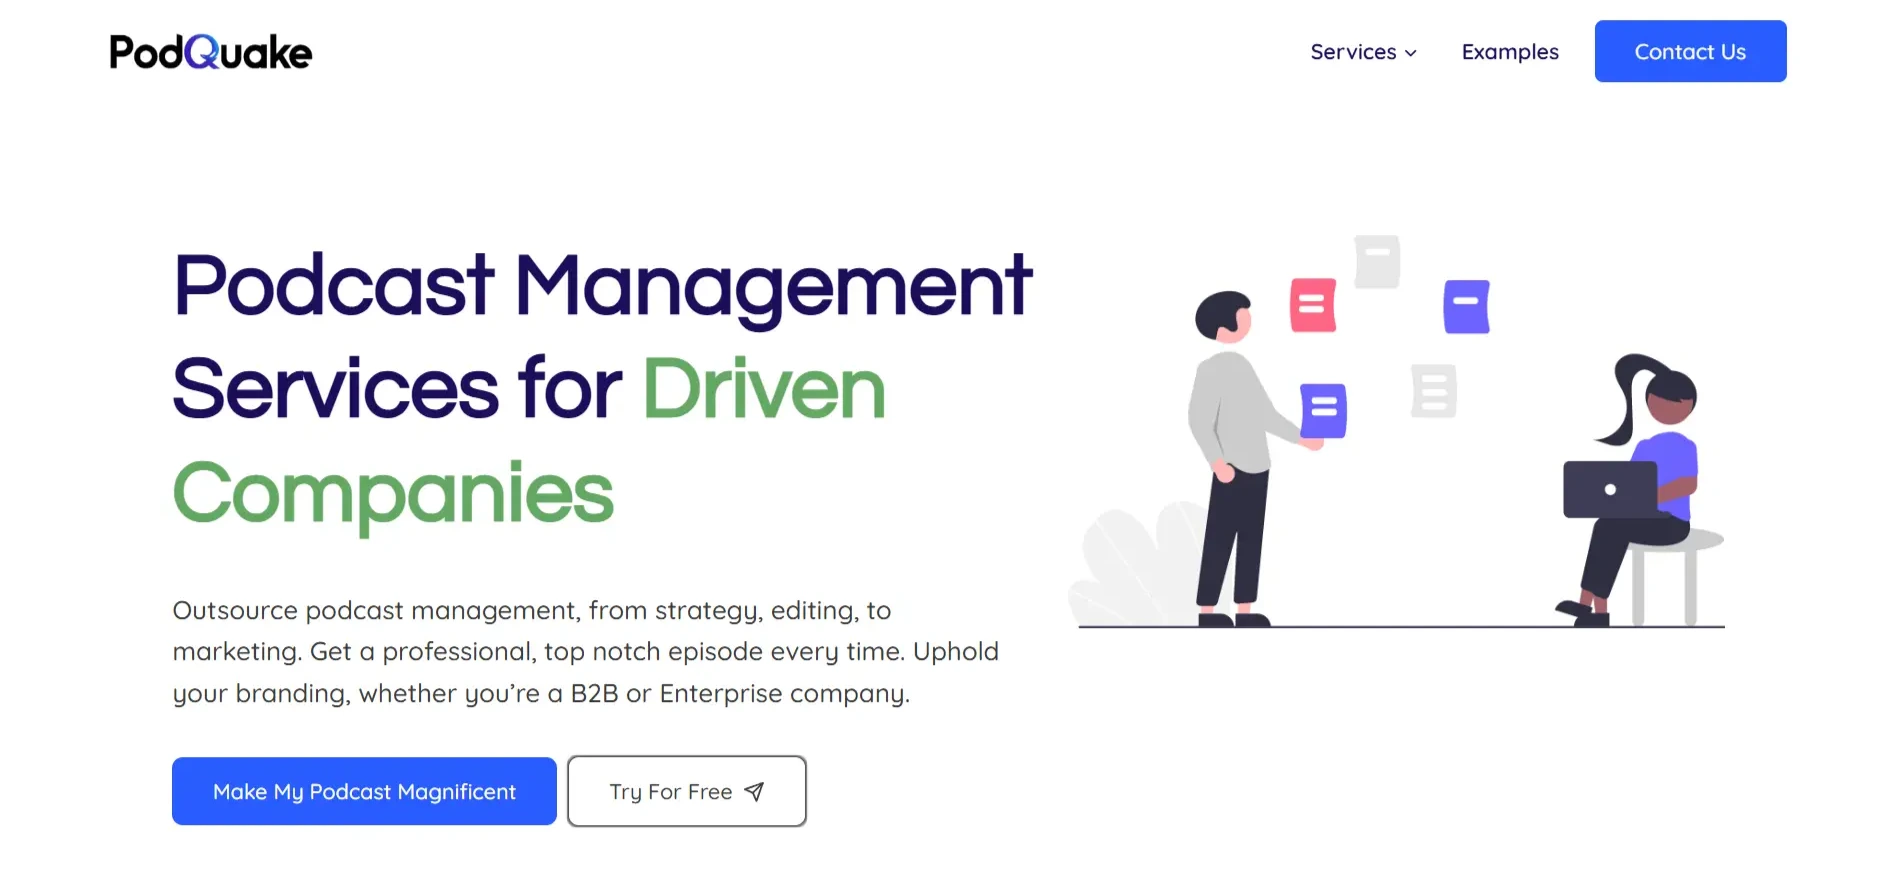 PodQuake
Services
Examples
Contact Us
Podcast Management
Services for Driven
Companies
Outsource podcast management, from strategy, editing, to
marketing. Get a professional, top notch episode every time. Uphold
your branding, whether you’re a B2B or Enterprise company.
Make My Podcast Magnificent
Try For Free